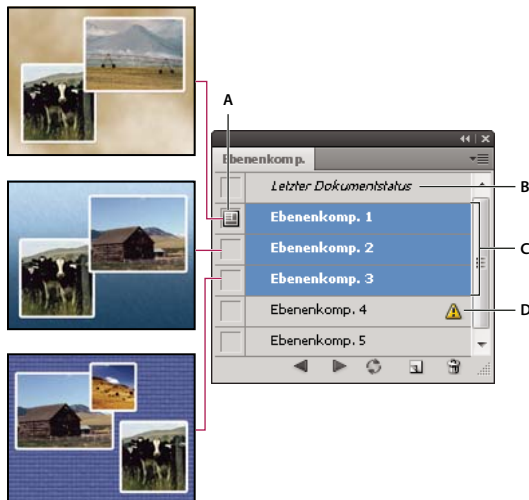 A
Ebenenkomp.
Letzter Dokumentstatus
B
Ebenenkomp. 1
Ebenenkomp. 2
C
Ebenenkomp. 3
Ebenenkomp. 4
D
Ebenenkomp. 5